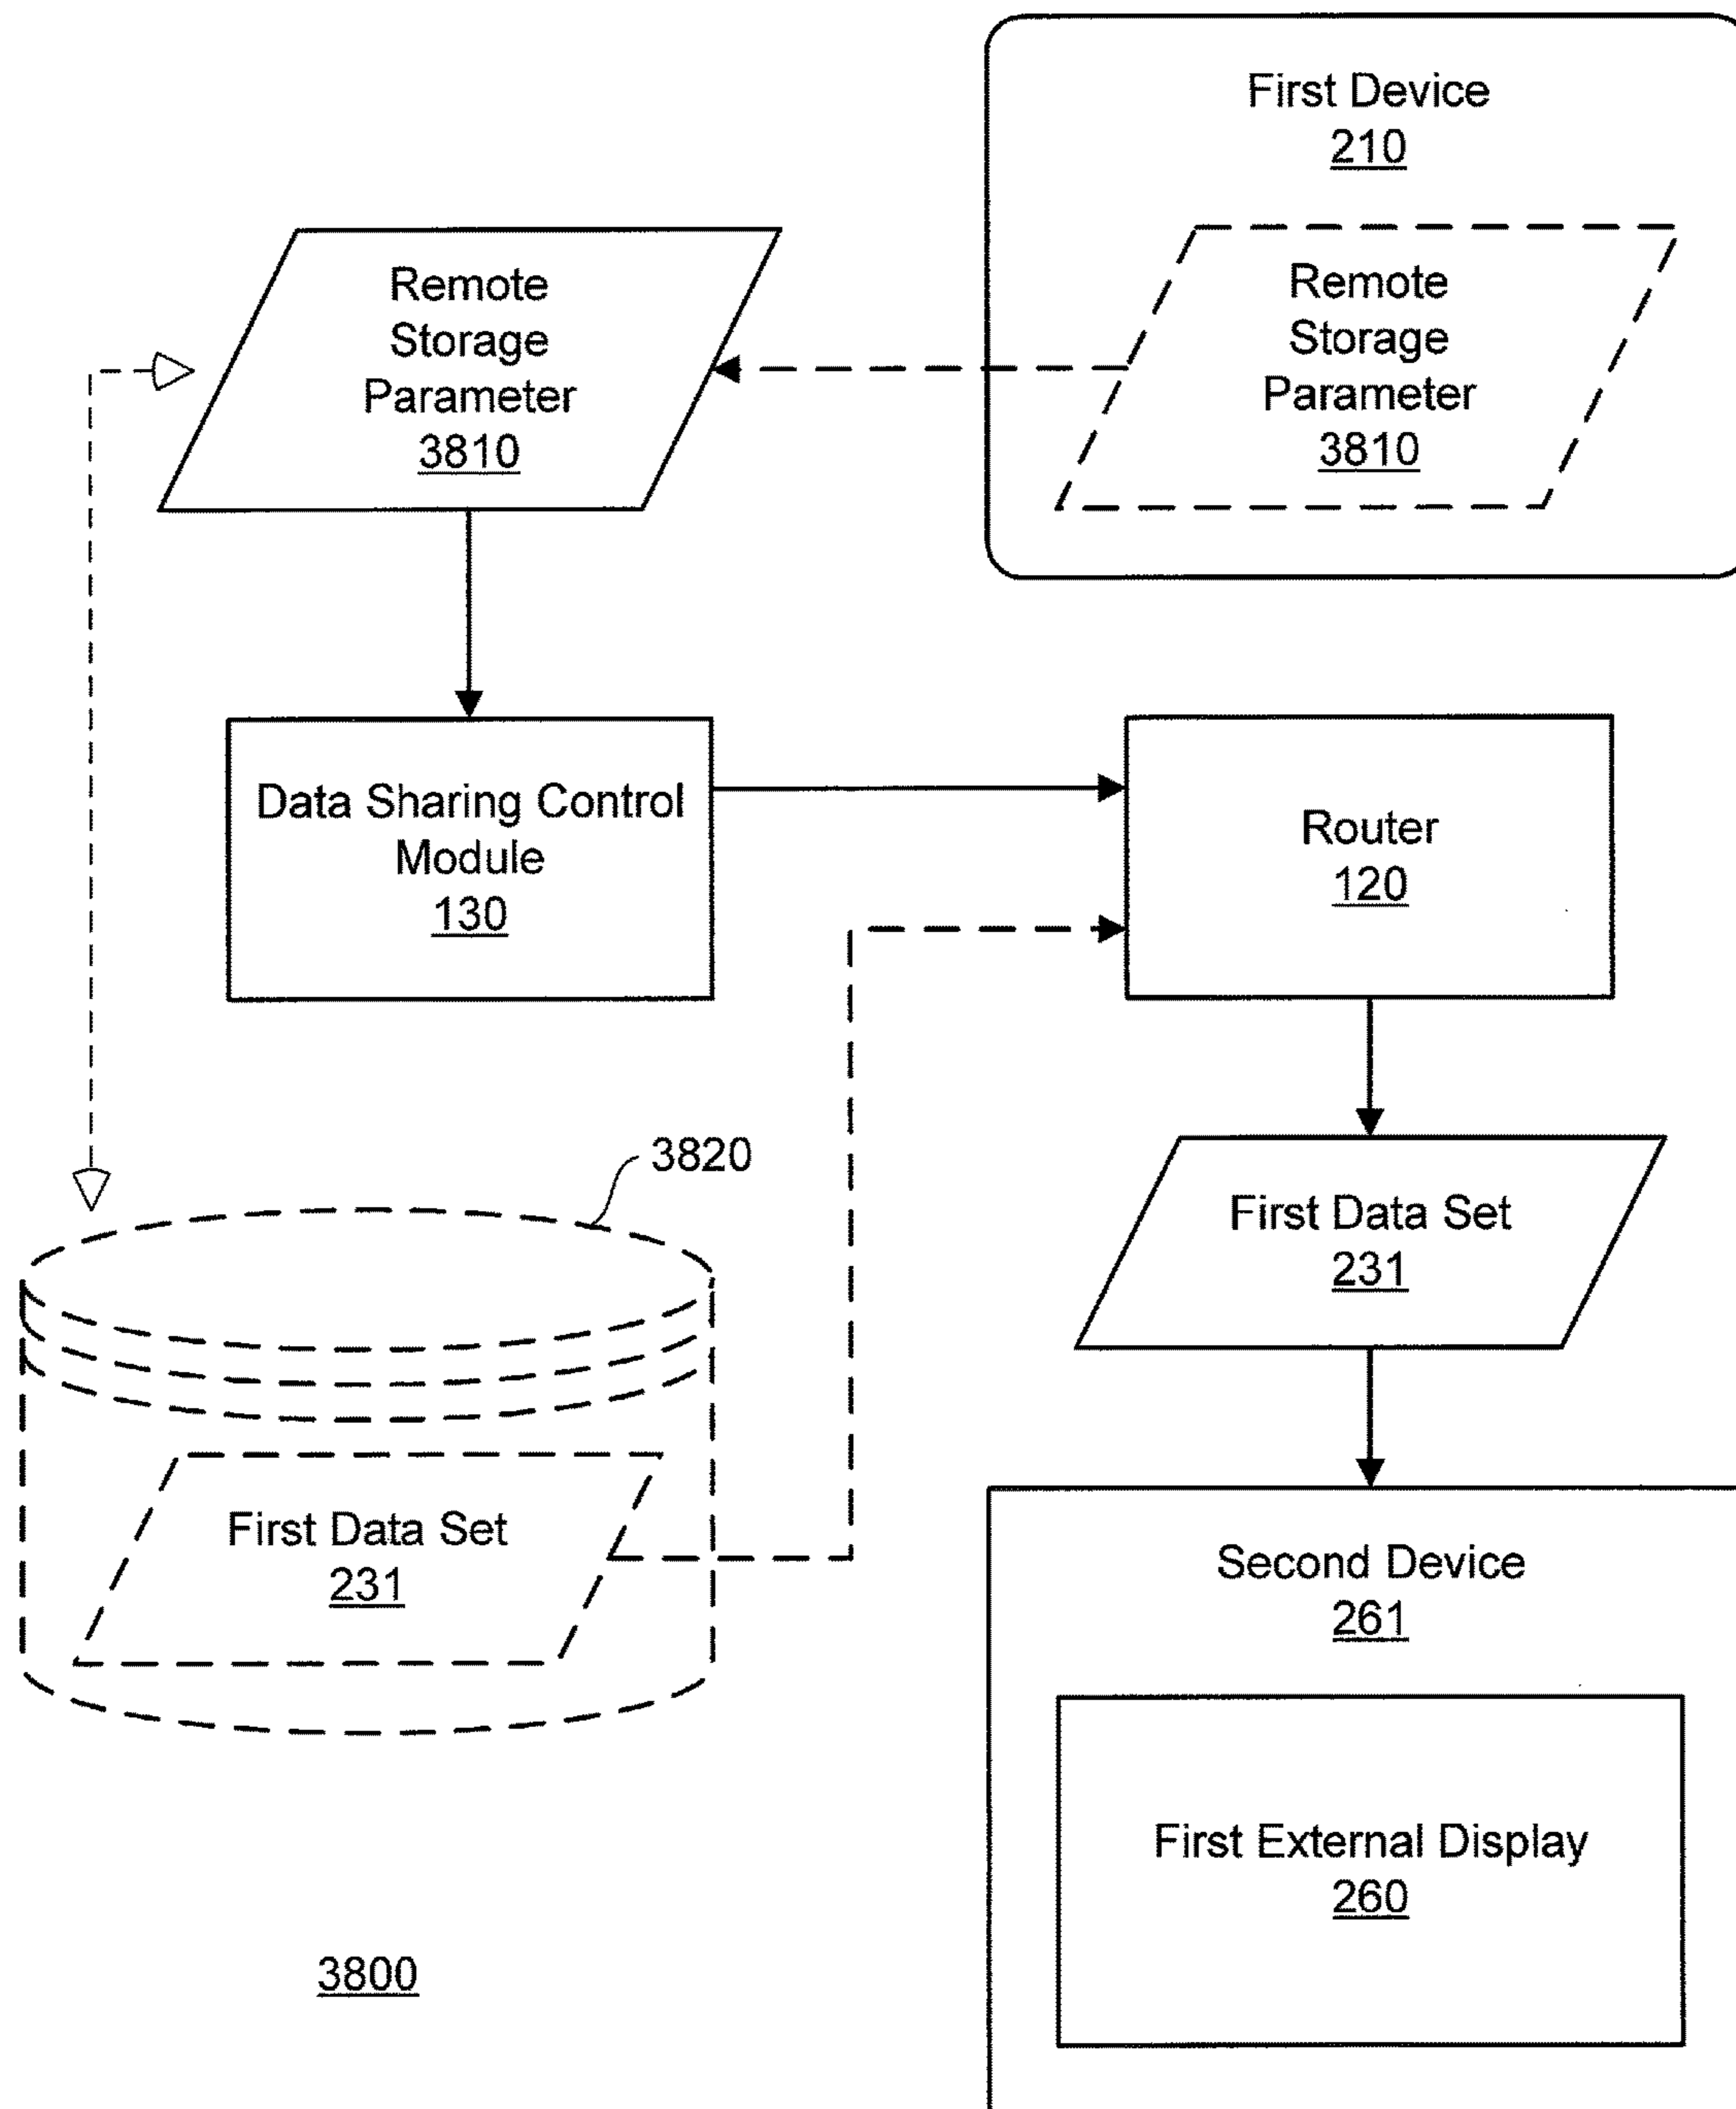 First Device
210
Remote
Storage
Parameter
3810
Remote
Storage
Parameter
3810
Data Sharing Control
Module
130
Router
120
3820
First Data Set
231
First Data Set
231
Second Device
261
First External Display
260
3800